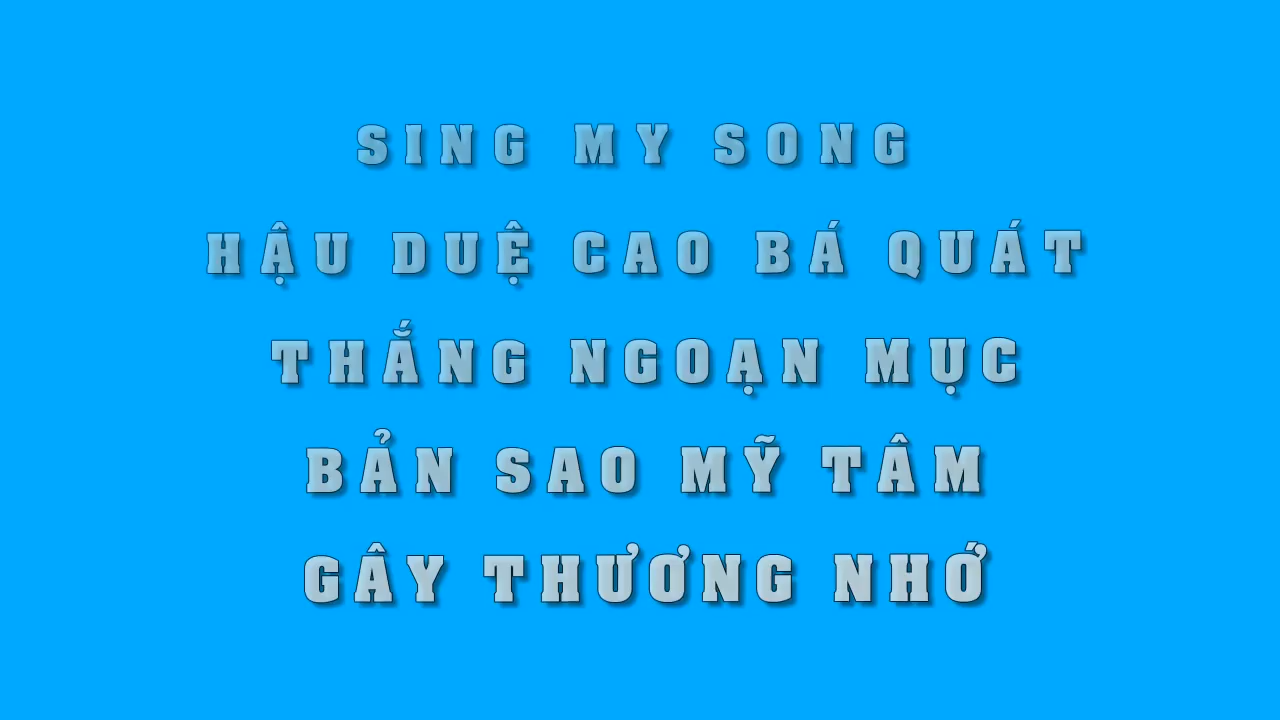 SING MY SONG
HẬU DUỆ CAO BÁ QUÁT
THẮNG NGOẠN MỤC
BẢN SAO MỸ TÂM
GÂY THƯƠNG NHỚ